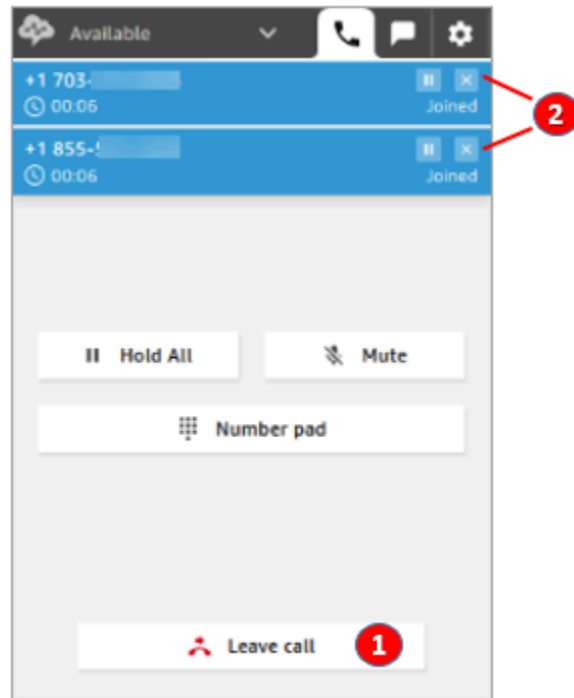 Available
+1 703-
00:06
Joined
2
+1 855-
00:06
Joined
Hold All
Mute
Number pad
Leave call
1